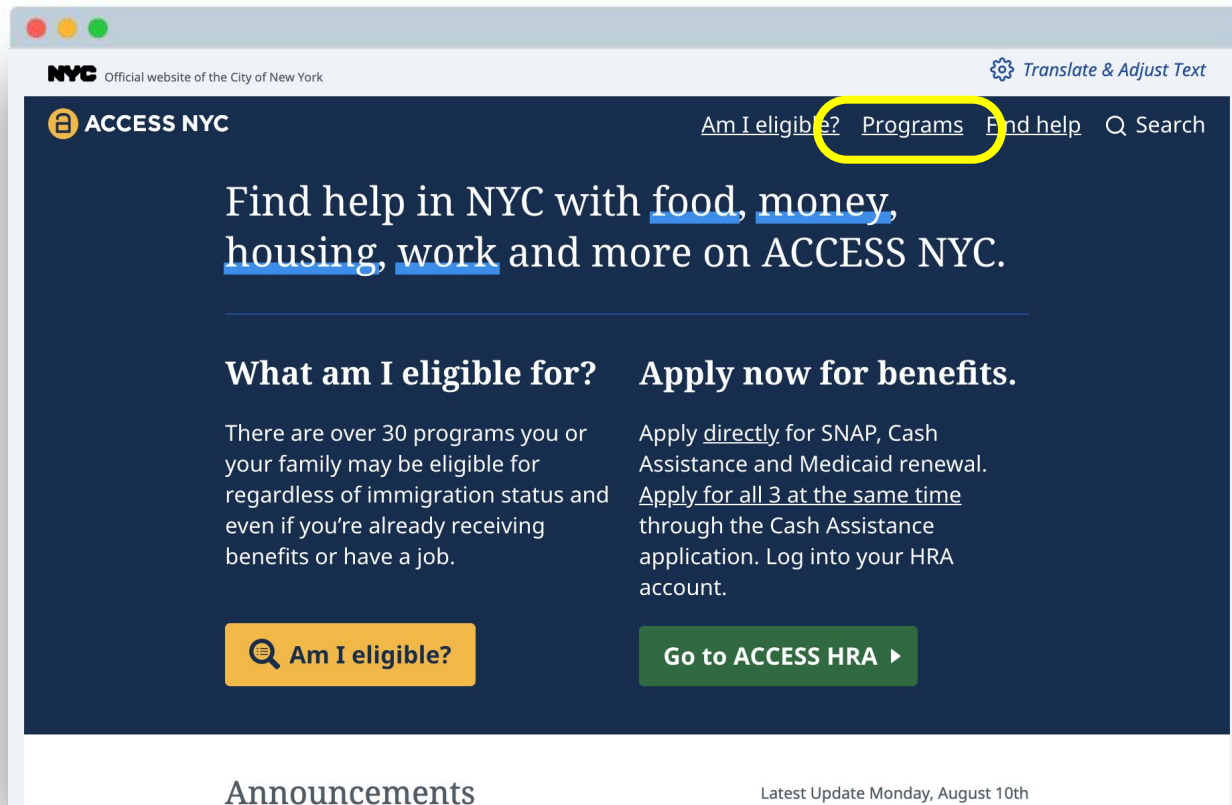 NYC Official website of the City of New York
Translate & Adjust Text
ACCESS NYC
Am I eligible? Programs Find help Search
Find help in NYC with food, money,
housing, work and more on ACCESS NYC.
What am I eligible for?
There are over 30 programs you or
your family may be eligible for
regardless of immigration status and
even if you’re already receiving
benefits or have a job.
Am I eligible?
Apply now for benefits.
Apply directly for SNAP, Cash
Assistance and Medicaid renewal.
Apply for all 3 at the same time
through the Cash Assistance
application. Log into your HRA
account.
Go to ACCESS HRA
Announcements
Latest Update Monday, August 10th